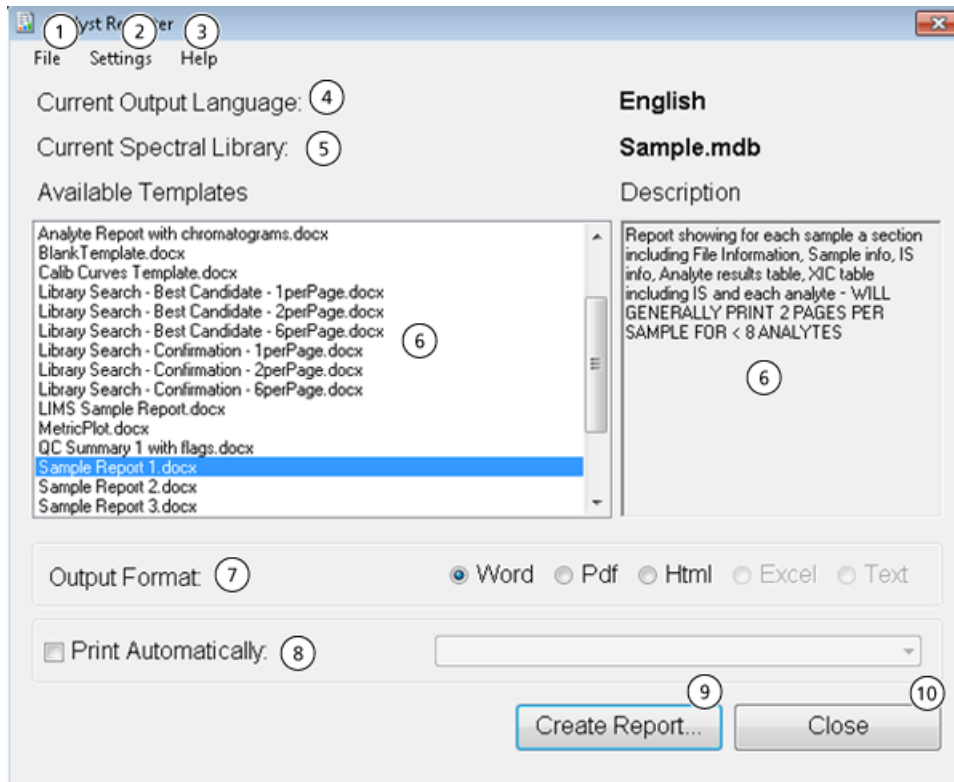 1 2 3
File Settings Help
Current Output Language: 4 English
Current Spectral Library: 5 Sample.mdb
Available Templates
Analyte Report with chromatograms.docx
BlankTemplate.docx
Calib Curves Template.docx
Library Search - Best Candidate - 1perPage.docx
Library Search - Best Candidate - 2perPage.docx
Library Search - Best Candidate - 6perPage.docx
Library Search - Confirmation - 1perPage.docx
Library Search - Confirmation - 2perPage.docx
Library Search - Confirmation - 6perPage.docx
LIMS Sample Report.docx
MetricPlot.docx
QC Summary 1 with flags.docx
Sample Report 1.docx
Sample Report 2.docx
Sample Report 3.docx
6
Description
Report showing for each sample a section
including File Information, Sample info, IS
info, Analyte results table, XIC table
including IS and each analyte - WILL
GENERALLY PRINT 2 PAGES PER
SAMPLE FOR < 8 ANALYTES
6
Output Format: 7 Word Pdf Html Excel Text
Print Automatically: 8
9 10
Create Report... Close